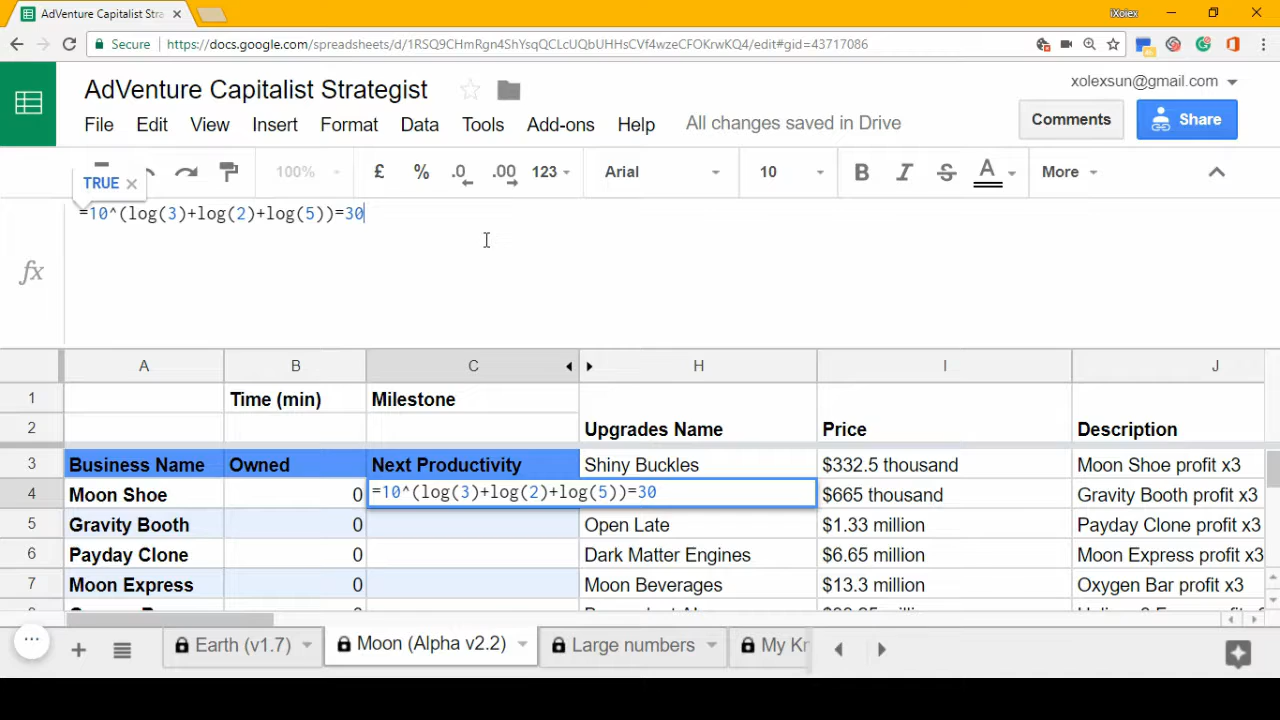 AdVenture Capitalist Stra
iXolex
Secure https://docs.google.com/spreadsheets/d/1RSQBCHmRgn4ShYsqQCLcUQbUHHsCVf4wzeCFOKrwKQ4/edit#gid=43717086
AdVenture Capitalist Strategist
xolexsun@gmail.com
File Edit View Insert Format Data Tools Add-ons Help All changes saved in Drive
Comments Share
100% £ % .0 .00 123 Arial 10 B I S A More
TRUE ×
=10^(log(3)+log(2)+log(5))=30
fx
A B C H I J
1 Time (min) Milestone
2 Upgrades Name Price Description
3 Business Name Owned Next Productivity Shiny Buckles $332.5 thousand Moon Shoe profit x3
4 Moon Shoe 0 =10^(log(3)+log(2)+log(5))=30 $665 thousand Gravity Booth profit x3
5 Gravity Booth 0 Open Late $1.33 million Payday Clone profit x3
6 Payday Clone 0 Dark Matter Engines $6.65 million Moon Express profit x3
7 Moon Express 0 Moon Beverages $13.3 million Oxygen Bar profit x3
Earth (v1.7) Moon (Alpha v2.2) Large numbers My Kr